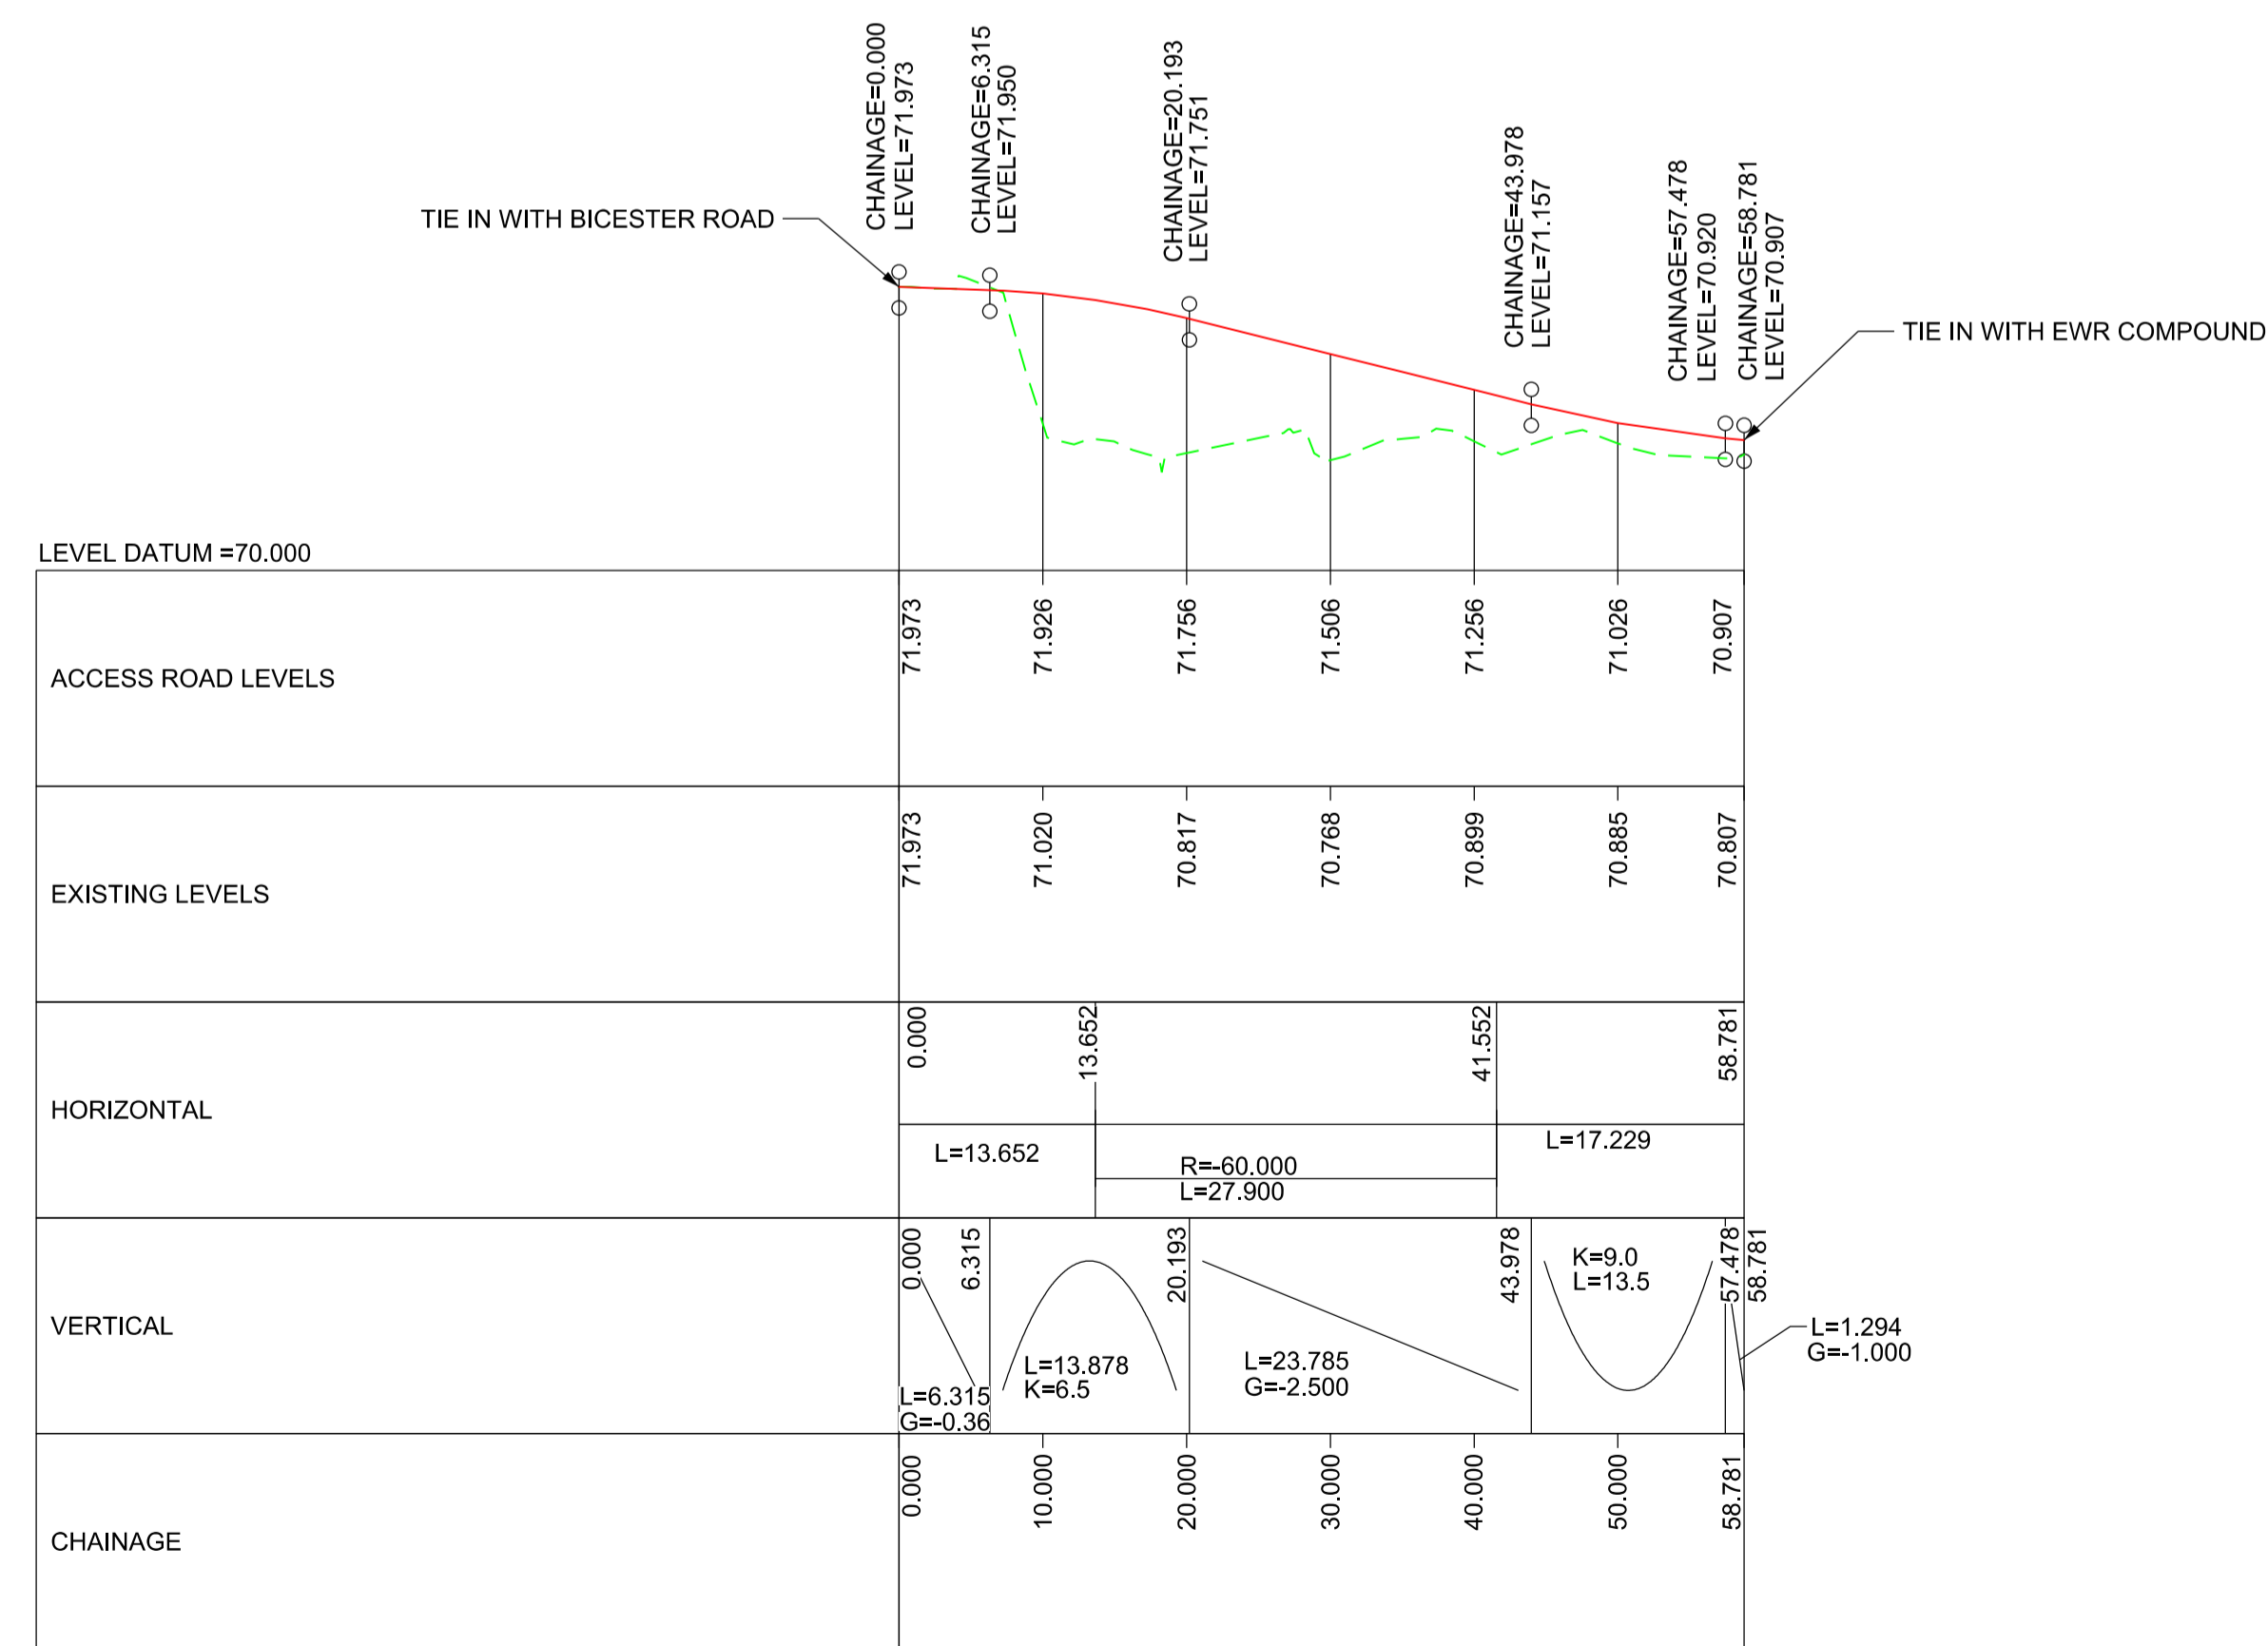 CHAINAGE=0.000
LEVEL=71.973
CHAINAGE=6.315
LEVEL=71.950
CHAINAGE=20.193
LEVEL=71.751
CHAINAGE=43.978
LEVEL=71.157
CHAINAGE=57.478
LEVEL=70.920
CHAINAGE=58.781
LEVEL=70.907
TIE IN WITH BICESTER ROAD
TIE IN WITH EWR COMPOUND
LEVEL DATUM =70.000
ACCESS ROAD LEVELS
71.973
71.926
71.756
71.506
71.256
71.026
70.907
EXISTING LEVELS
71.973
71.020
70.817
70.768
70.899
70.885
70.807
HORIZONTAL
0.000
13.652
41.552
58.781
L=13.652
R=-60.000
L=27.900
L=17.229
VERTICAL
0.000
6.315
20.193
43.978
57.478
58.781
L=6.315
G=-0.36
L=13.878
K=6.5
L=23.785
G=-2.500
K=9.0
L=13.5
L=1.294
G=-1.000
CHAINAGE
0.000
10.000
20.000
30.000
40.000
50.000
58.781